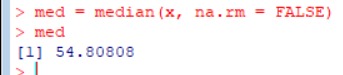 > med = median(x, na.rm = FALSE)
> med
[1] 54.80808
>